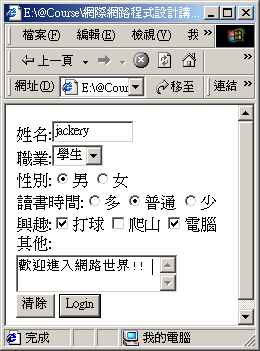 E:\@Course\網際網路程式設計講...
檔案(F) 編輯(E) 檢視(V) 我 »
上一頁 »
網址(D) E:\@Cour 移至 連結 »
姓名:jackery
職業:學生
性別: 男 女
讀書時間: 多 普通 少
興趣: 打球 爬山 電腦
其他:
歡迎進入網路世界!!
清除 Login
完成 我的電腦